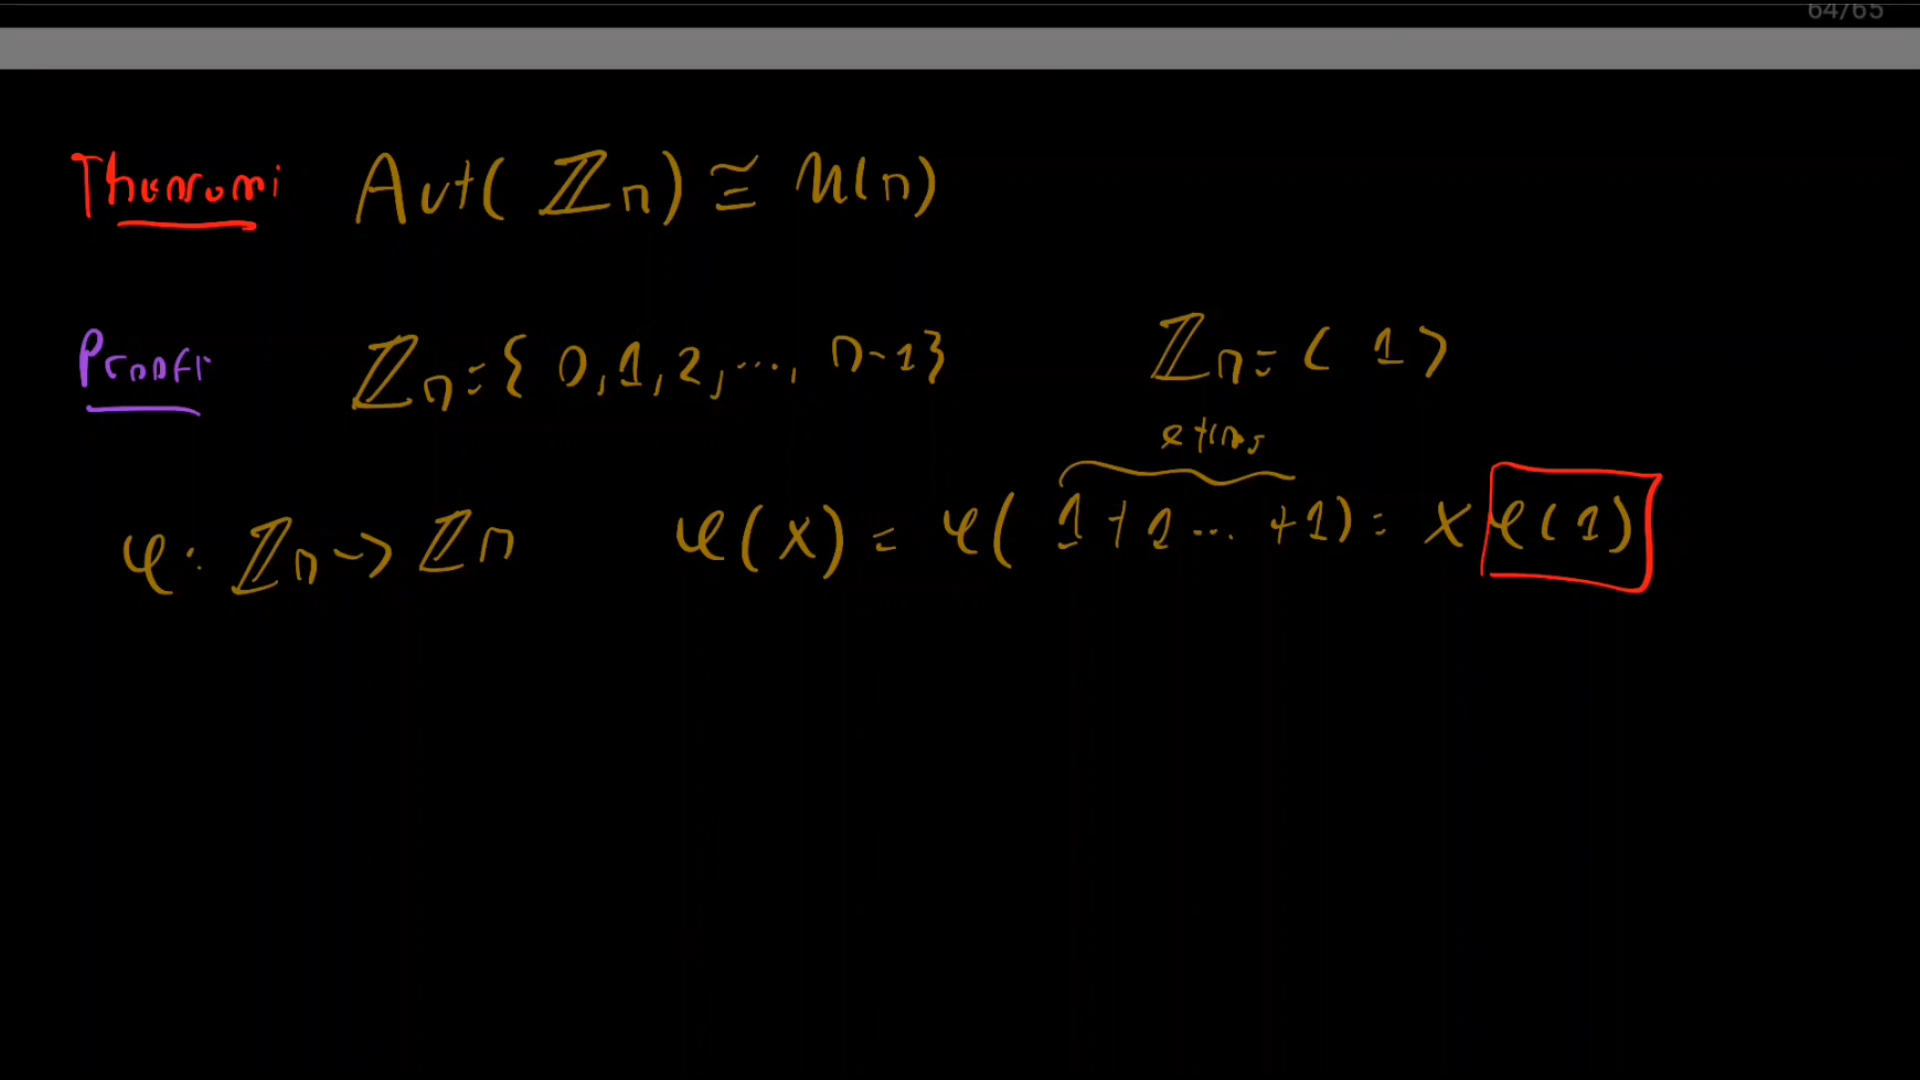 64/65
Theorem: Aut(ℤn) ≅ U(n)
Proof: ℤn = { 0, 1, 2, ..., n-1} ℤn = ⟨ 1 ⟩
x times
φ: ℤn → ℤn φ(x) = φ( 1 + 1 ... + 1) = x φ(1)